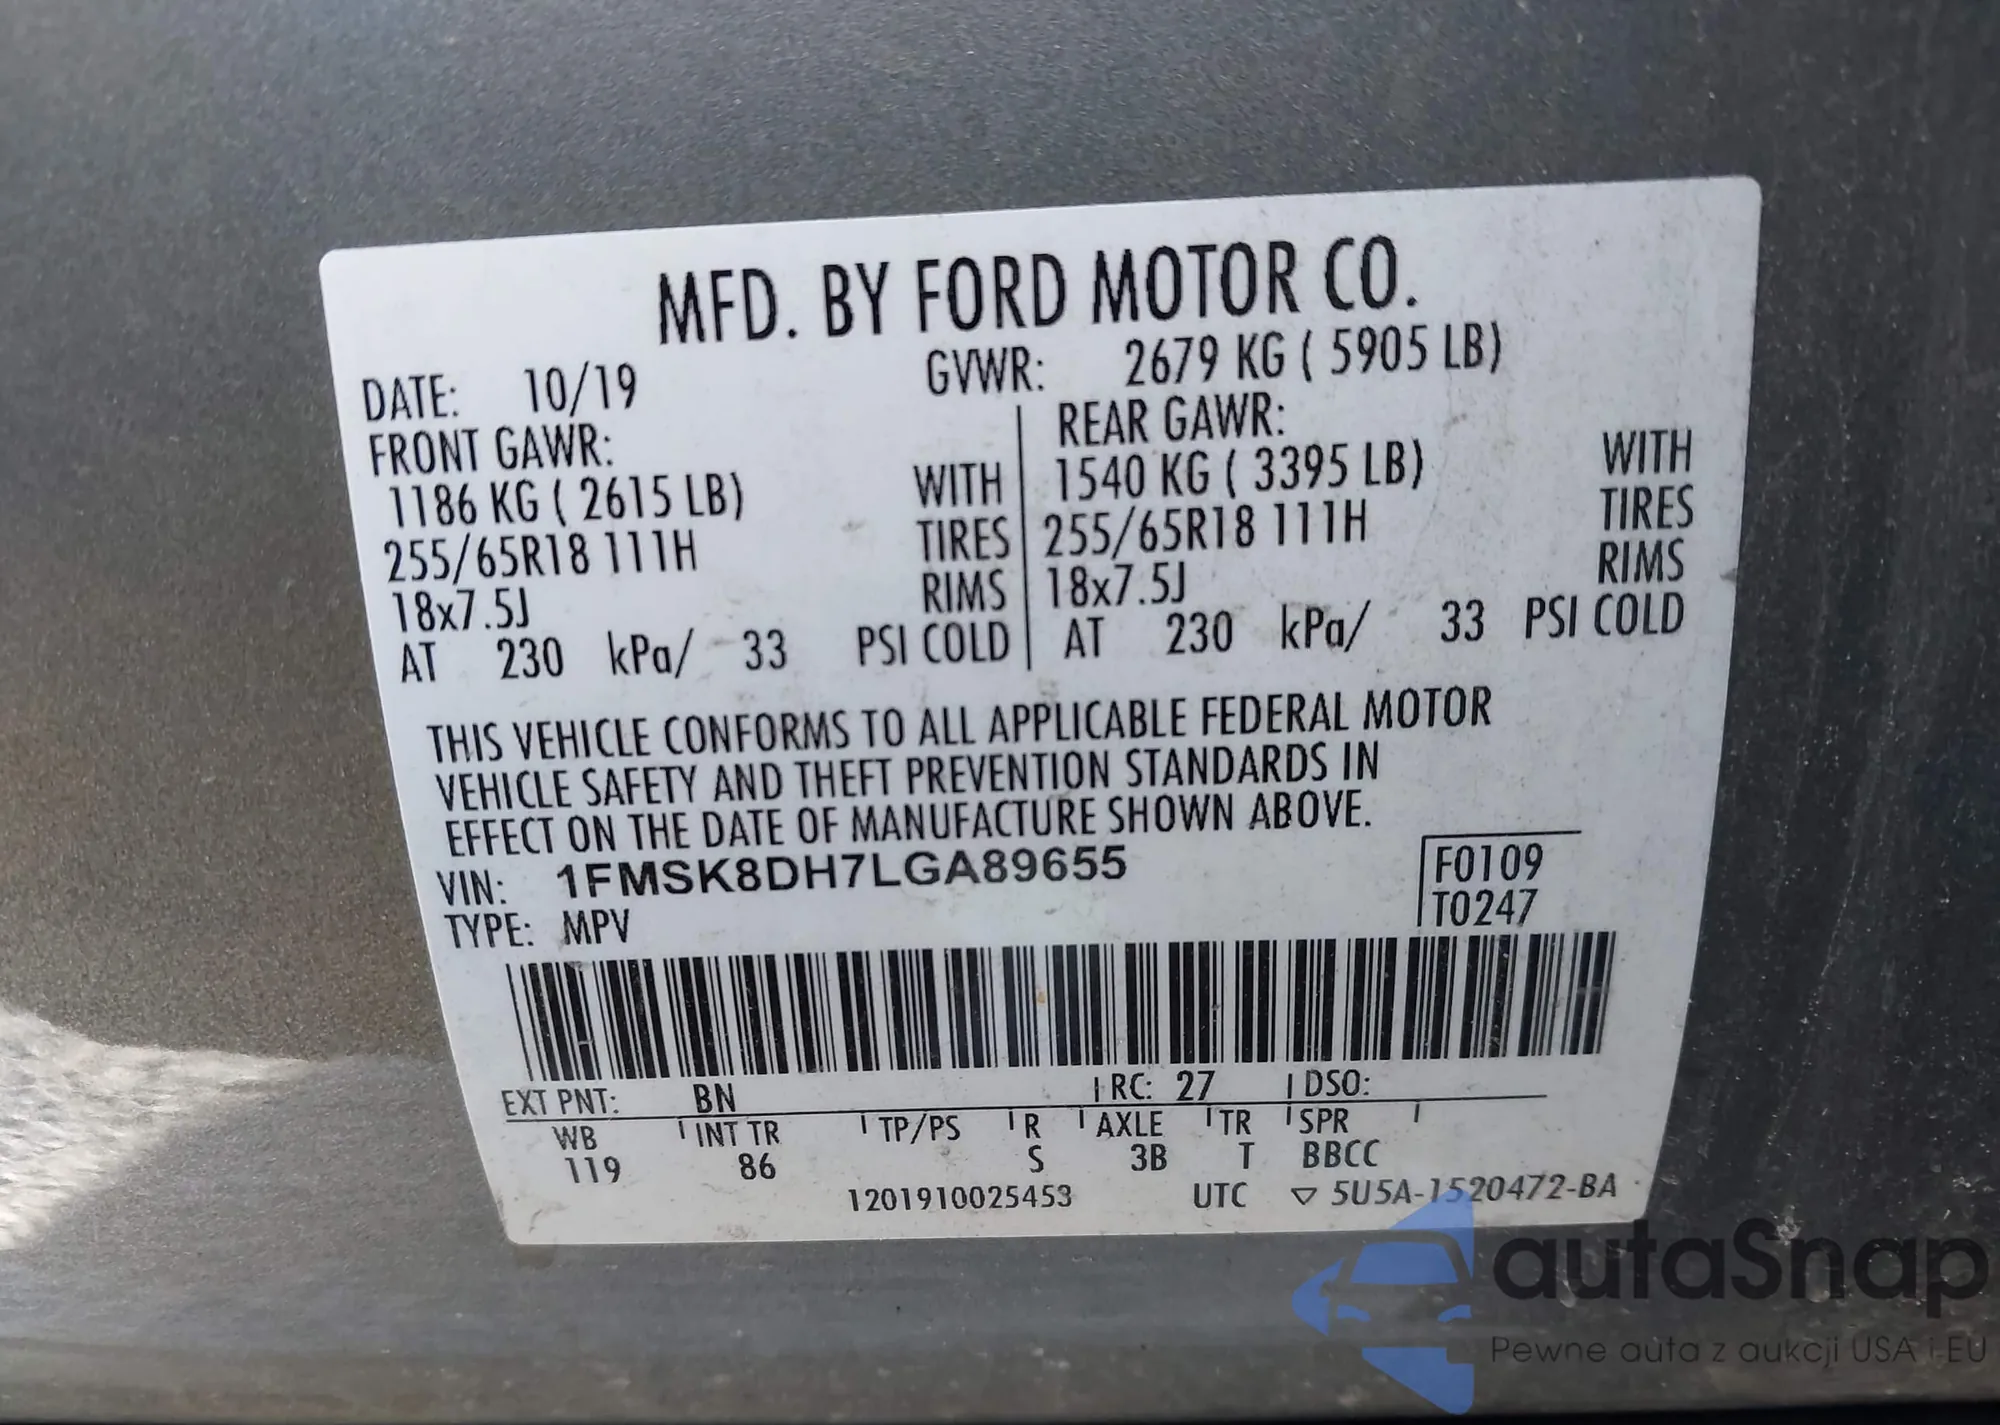 MFD. BY FORD MOTOR CO.
DATE: 10/19 GVWR: 2679 KG ( 5905 LB)
FRONT GAWR: REAR GAWR:
1186 KG ( 2615 LB) WITH 1540 KG ( 3395 LB) WITH
255/65R18 111H TIRES 255/65R18 111H TIRES
18x7.5J RIMS 18x7.5J RIMS
AT 230 kPa/ 33 PSI COLD AT 230 kPa/ 33 PSI COLD
THIS VEHICLE CONFORMS TO ALL APPLICABLE FEDERAL MOTOR
VEHICLE SAFETY AND THEFT PREVENTION STANDARDS IN
EFFECT ON THE DATE OF MANUFACTURE SHOWN ABOVE.
VIN: 1FMSK8DH7LGA89655 F0109
TYPE: MPV T0247
EXT PNT: BN RC: 27 DSO:
WB INT TR TP/PS R AXLE TR SPR
119 86 S 3B T BBCC
1201910025453 UTC ▽ 5U5A-1520472-BA
autaSnap
Pewne auta z aukcji USA i EU